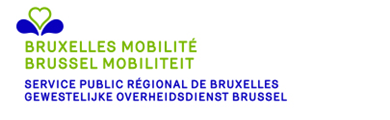 BRUXELLES MOBILITÉ
BRUSSEL MOBILITEIT
SERVICE PUBLIC RÉGIONAL DE BRUXELLES
GEWESTELIJKE OVERHEIDSDIENST BRUSSEL